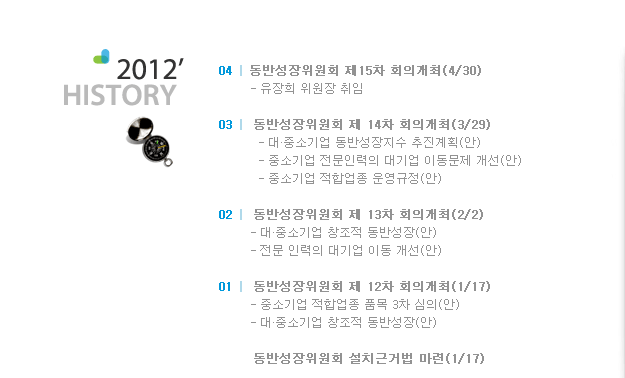 2012’
HISTORY
04 | 동반성장위원회 제15차 회의개최(4/30)
- 유장희 위원장 취임
03 | 동반성장위원회 제 14차 회의개최(3/29)
- 대·중소기업 동반성장지수 추진계획(안)
- 중소기업 전문인력의 대기업 이동문제 개선(안)
- 중소기업 적합업종 운영규정(안)
02 | 동반성장위원회 제 13차 회의개최(2/2)
- 대·중소기업 창조적 동반성장(안)
- 전문 인력의 대기업 이동 개선(안)
01 | 동반성장위원회 제 12차 회의개최(1/17)
- 중소기업 적합업종 품목 3차 심의(안)
- 대·중소기업 창조적 동반성장(안)
동반성장위원회 설치근거법 마련(1/17)